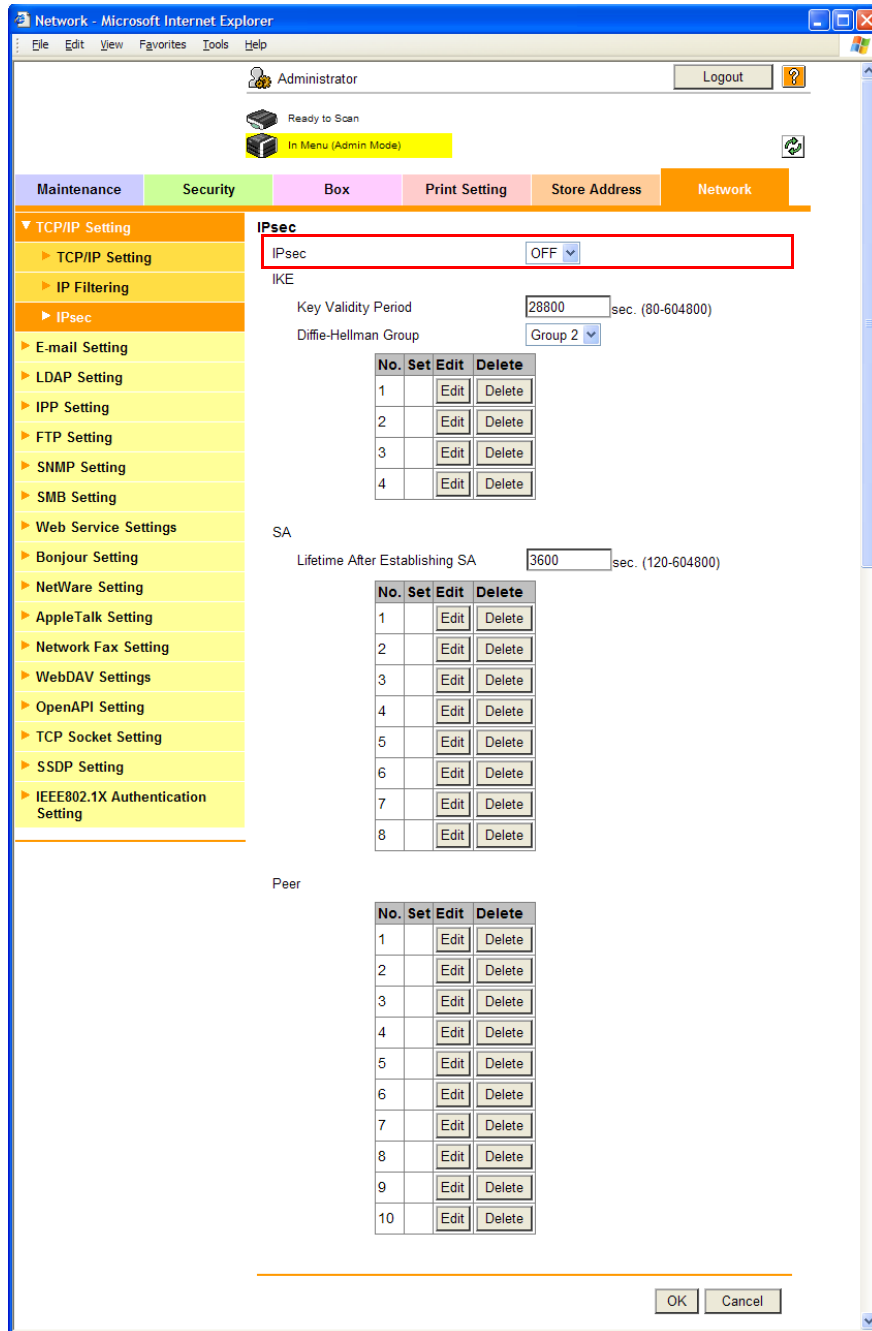 Network - Microsoft Internet Explorer
File Edit View Favorites Tools Help
Administrator Logout ?
Ready to Scan
In Menu (Admin Mode)
Maintenance Security Box Print Setting Store Address Network
TCP/IP Setting
TCP/IP Setting
IP Filtering
IPsec
E-mail Setting
LDAP Setting
IPP Setting
FTP Setting
SNMP Setting
SMB Setting
Web Service Settings
Bonjour Setting
NetWare Setting
AppleTalk Setting
Network Fax Setting
WebDAV Settings
OpenAPI Setting
TCP Socket Setting
SSDP Setting
IEEE802.1X Authentication
Setting
IPsec
IPsec OFF
IKE
Key Validity Period 28800 sec. (80-604800)
Diffie-Hellman Group Group 2
No. Set Edit Delete
1 Edit Delete
2 Edit Delete
3 Edit Delete
4 Edit Delete
SA
Lifetime After Establishing SA 3600 sec. (120-604800)
No. Set Edit Delete
1 Edit Delete
2 Edit Delete
3 Edit Delete
4 Edit Delete
5 Edit Delete
6 Edit Delete
7 Edit Delete
8 Edit Delete
Peer
No. Set Edit Delete
1 Edit Delete
2 Edit Delete
3 Edit Delete
4 Edit Delete
5 Edit Delete
6 Edit Delete
7 Edit Delete
8 Edit Delete
9 Edit Delete
10 Edit Delete
OK Cancel